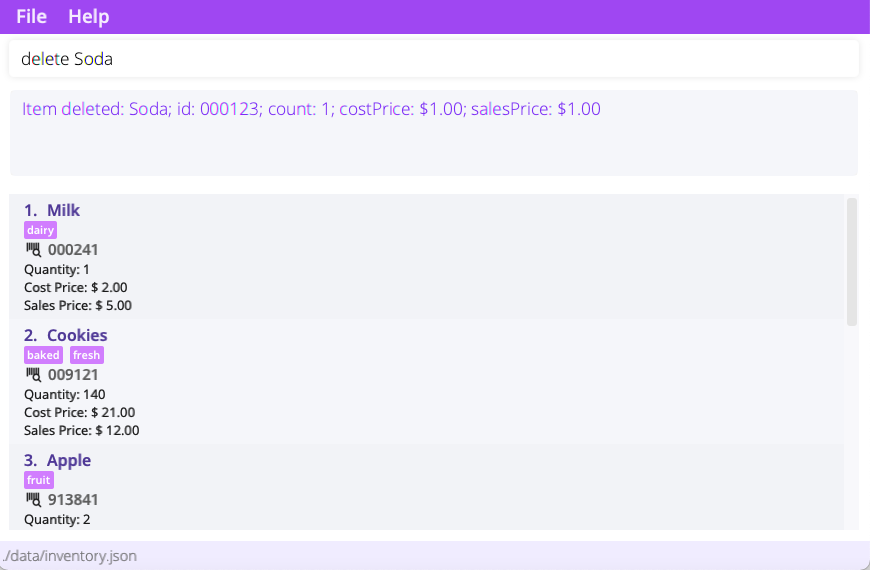 File Help
delete Soda
Item deleted: Soda; id: 000123; count: 1; costPrice: $1.00; salesPrice: $1.00
1. Milk
dairy
000241
Quantity: 1
Cost Price: $ 2.00
Sales Price: $ 5.00
2. Cookies
baked fresh
009121
Quantity: 140
Cost Price: $ 21.00
Sales Price: $ 12.00
3. Apple
fruit
913841
Quantity: 2
./data/inventory.json